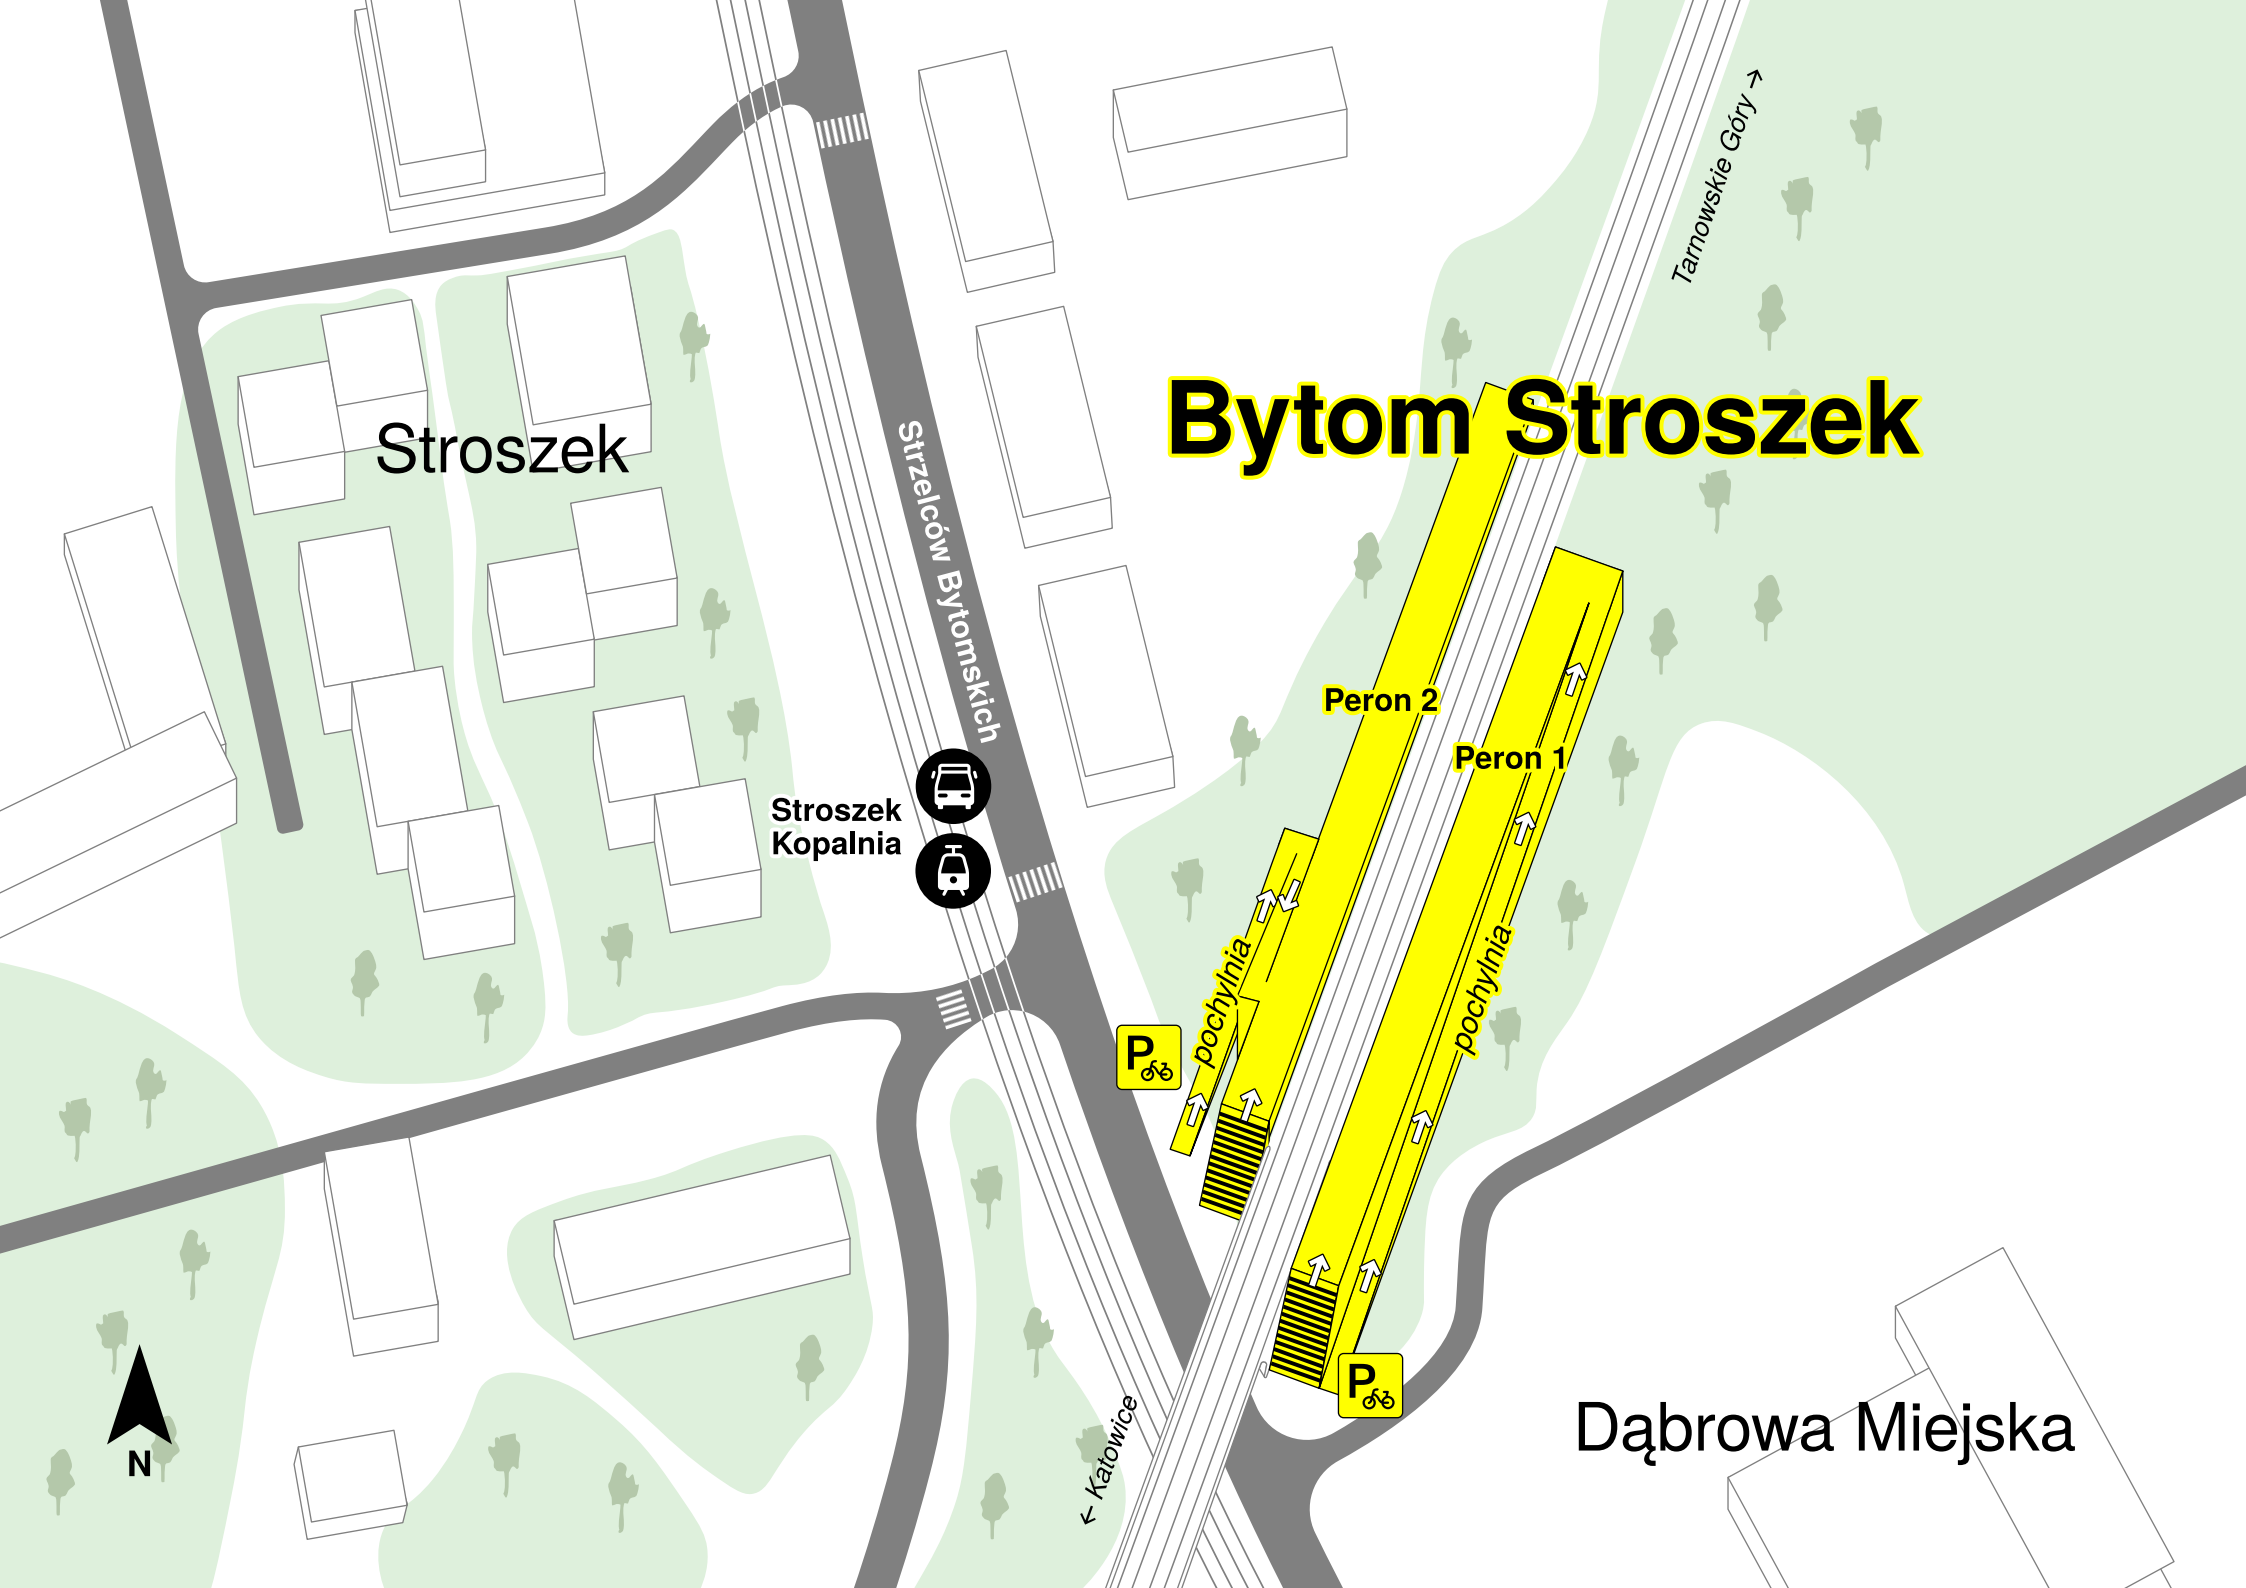 Tarnowskie Góry →
Bytom Stroszek
Stroszek
Strzelców Bytomskich
Peron 2
Peron 1
Stroszek
Kopalnia
pochylnia
pochylnia
P
P
← Katowice
Dąbrowa Miejska
N